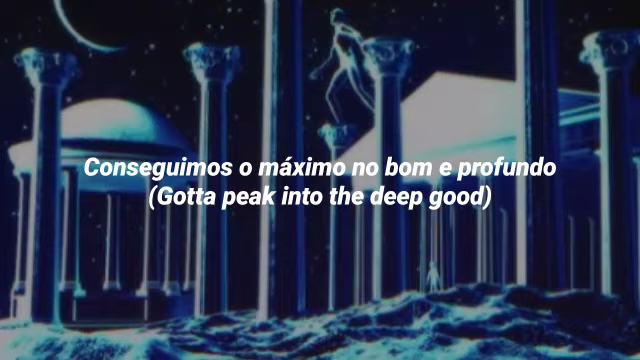 Conseguimos o máximo no bom e profundo
(Gotta peak into the deep good)